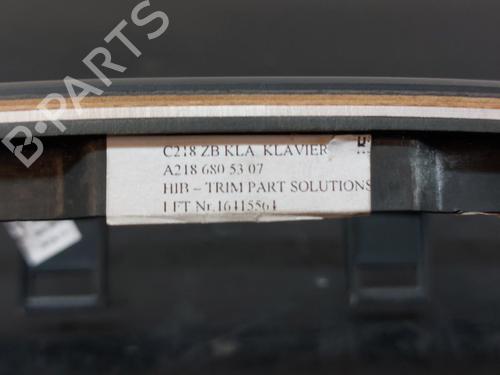 B-PARTS
C218 ZB KLA KLAVIER
A218 680 53 07
HIB - TRIM PART SOLUTIONS
LFT Nr.16415564